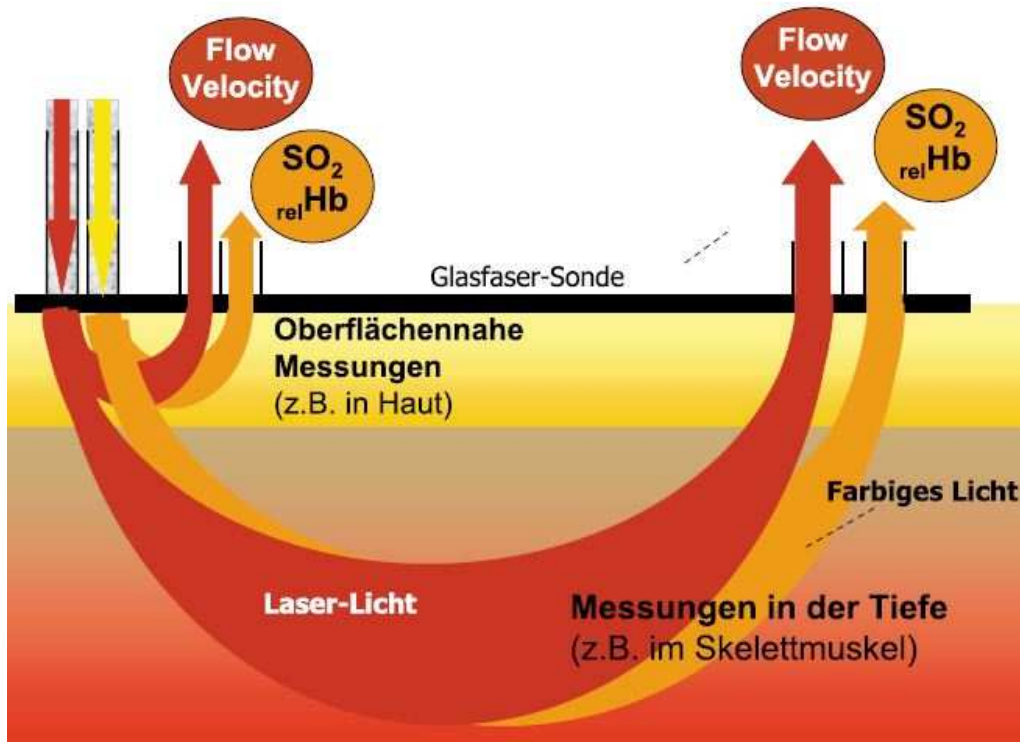 Flow
Velocity
SO₂
relHb
Flow
Velocity
SO₂
relHb
Glasfaser-Sonde
Oberflächennahe
Messungen
(z.B. in Haut)
Farbiges Licht
Laser-Licht
Messungen in der Tiefe
(z.B. im Skelettmuskel)